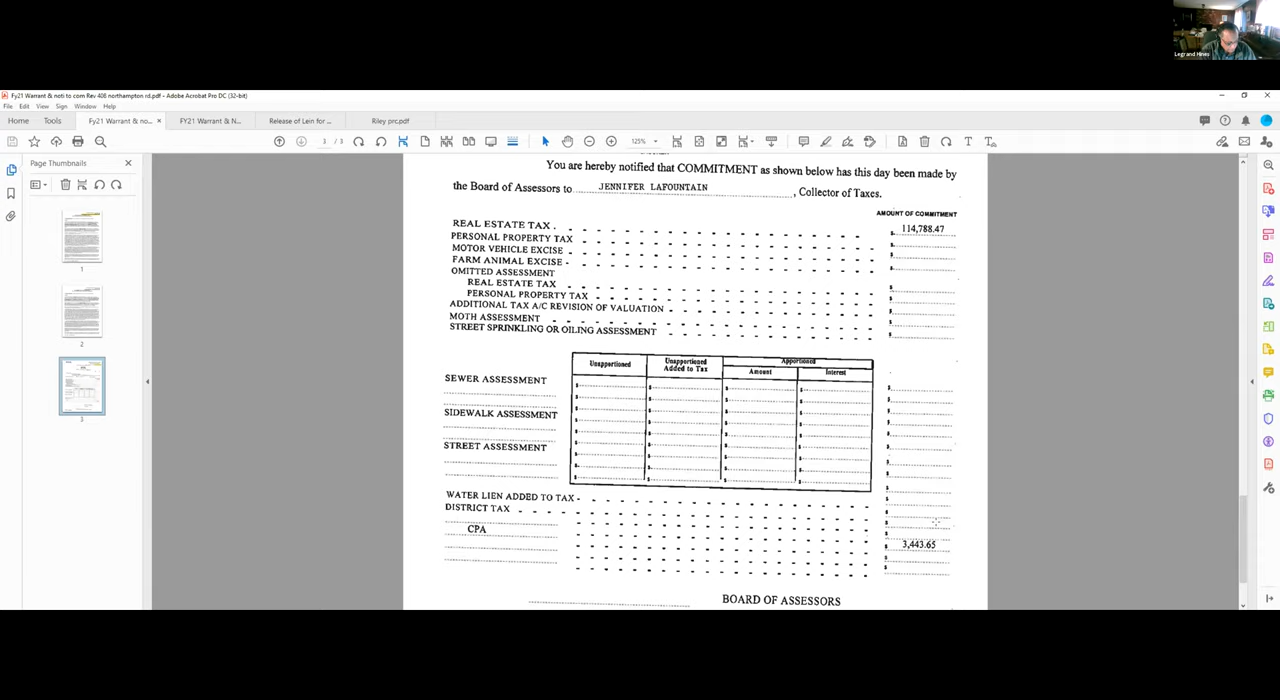 Legrand Hines
Fy21 Warrant & noti to com Rev 408 northampton rd.pdf - Adobe Acrobat Pro DC (32-bit)
File Edit View Sign Window Help
Home Tools Fy21 Warrant & no... × FY21 Warrant & N... Release of Lein for ... Riley prc.pdf
3 / 3 125%
Page Thumbnails ×
1
2
3
You are hereby notified that COMMITMENT as shown below has this day been made by
the Board of Assessors to JENNIFER LAFOUNTAIN, Collector of Taxes.
AMOUNT OF COMMITMENT
REAL ESTATE TAX $ 114,788.47
PERSONAL PROPERTY TAX $
MOTOR VEHICLE EXCISE $
FARM ANIMAL EXCISE $
OMITTED ASSESSMENT
REAL ESTATE TAX $
PERSONAL PROPERTY TAX $
ADDITIONAL TAX A/C REVISION OF VALUATION $
MOTH ASSESSMENT $
STREET SPRINKLING OR OILING ASSESSMENT $
Unapportioned Unapportioned Added to Tax Apportioned
Amount Interest
SEWER ASSESSMENT
SIDEWALK ASSESSMENT
STREET ASSESSMENT
WATER LIEN ADDED TO TAX
DISTRICT TAX
CPA $ 3,443.65
BOARD OF ASSESSORS